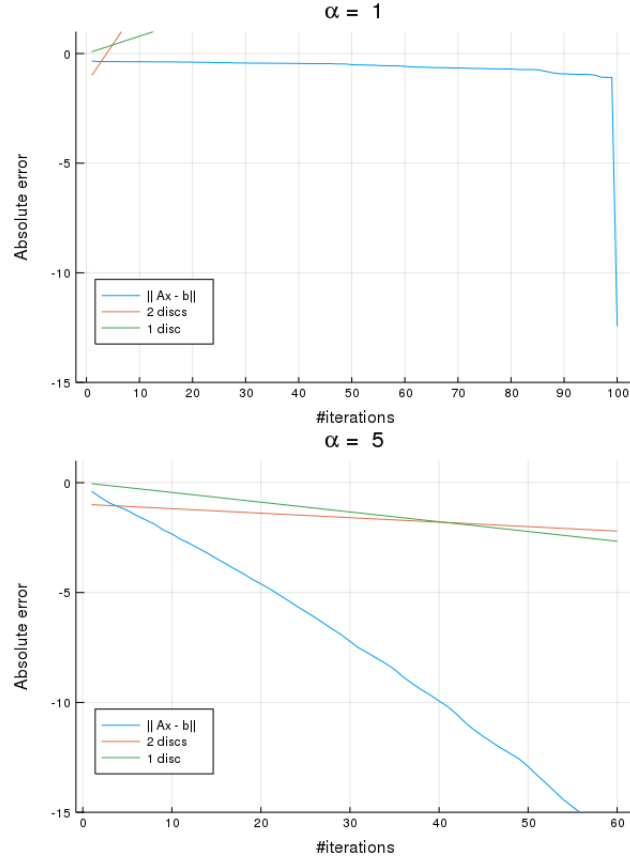 α = 1
Absolute error
0
-5
-10
-15
|| Ax - b||
2 discs
1 disc
0 10 20 30 40 50 60 70 80 90 100
#iterations
α = 5
Absolute error
0
-5
-10
-15
|| Ax - b||
2 discs
1 disc
0 10 20 30 40 50 60
#iterations